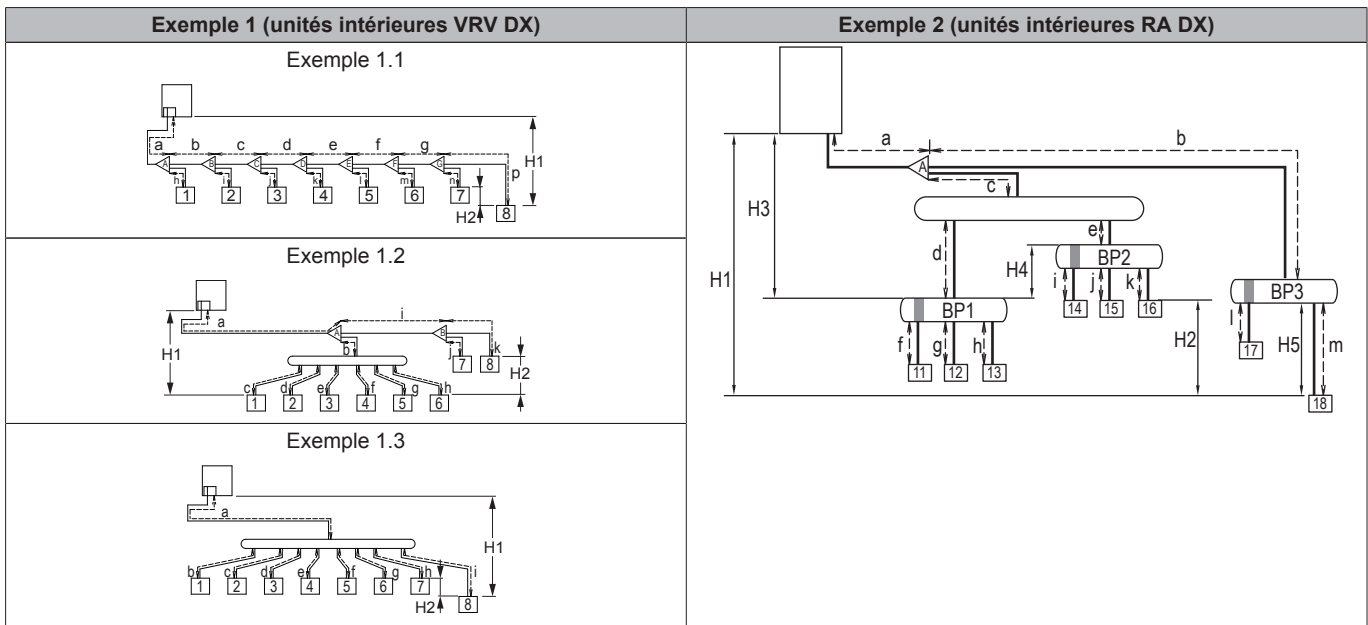 Exemple 1 (unités intérieures VRV DX)
Exemple 1.1
a b c d e f g
H1
A B C D E F G
p
h i j k l m n
1 2 3 4 5 6 7
H2
8
Exemple 1.2
i
a
A B
H1
b j k
7 8
H2
c d e f g h
1 2 3 4 5 6
Exemple 1.3
a
H1
b c d e f g h i
1 2 3 4 5 6 7
H2
8
Exemple 2 (unités intérieures RA DX)
a b
A
c
H3
e
d
BP2
H4
H1
i j k
BP3
BP1
14 15 16
l
H2
H5
m
f g h
17
11 12 13
18